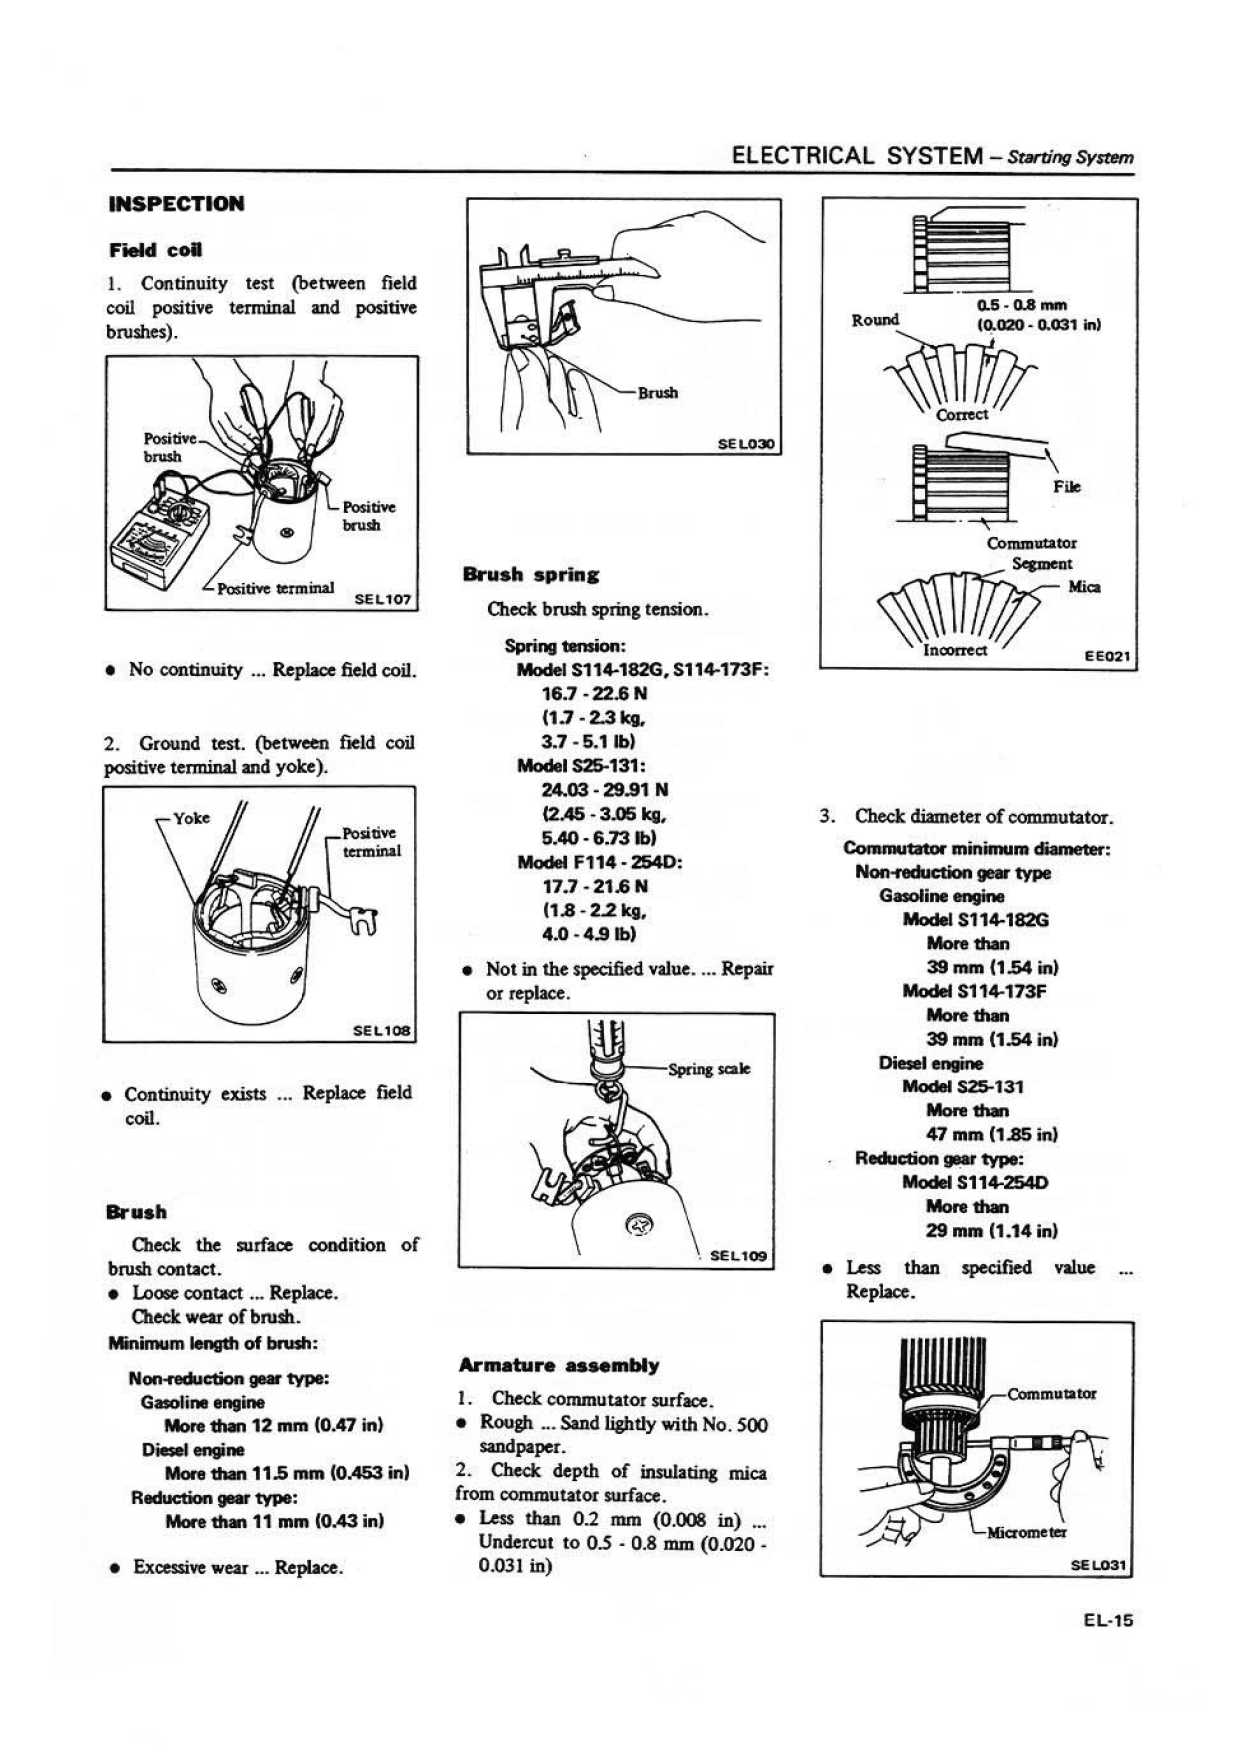 ELECTRICAL SYSTEM – Starting System
INSPECTION
Field coil
1. Continuity test (between field
coil positive terminal and positive
brushes).
Positive
brush
Positive
brush
Positive terminal
SEL107
● No continuity ... Replace field coil.
2. Ground test. (between field coil
positive terminal and yoke).
Yoke
Positive
terminal
SEL108
● Continuity exists ... Replace field
coil.
Brush
Check the surface condition of
brush contact.
● Loose contact ... Replace.
Check wear of brush.
Minimum length of brush:
Non-reduction gear type:
Gasoline engine
More than 12 mm (0.47 in)
Diesel engine
More than 11.5 mm (0.453 in)
Reduction gear type:
More than 11 mm (0.43 in)
● Excessive wear ... Replace.
Brush
SEL030
Brush spring
Check brush spring tension.
Spring tension:
Model S114-182G, S114-173F:
16.7 - 22.6 N
(1.7 - 2.3 kg,
3.7 - 5.1 lb)
Model S25-131:
24.03 - 29.91 N
(2.45 - 3.05 kg,
5.40 - 6.73 lb)
Model F114 - 254D:
17.7 - 21.6 N
(1.8 - 2.2 kg,
4.0 - 4.9 lb)
● Not in the specified value. ... Repair
or replace.
Spring scale
SEL109
Armature assembly
1. Check commutator surface.
● Rough ... Sand lightly with No. 500
sandpaper.
2. Check depth of insulating mica
from commutator surface.
● Less than 0.2 mm (0.008 in) ...
Undercut to 0.5 - 0.8 mm (0.020 -
0.031 in)
0.5 - 0.8 mm
(0.020 - 0.031 in)
Round
Correct
File
Commutator
Segment
Mica
Incorrect
EE021
3. Check diameter of commutator.
Commutator minimum diameter:
Non-reduction gear type
Gasoline engine
Model S114-182G
More than
39 mm (1.54 in)
Model S114-173F
More than
39 mm (1.54 in)
Diesel engine
Model S25-131
More than
47 mm (1.85 in)
Reduction gear type:
Model S114-254D
More than
29 mm (1.14 in)
● Less than specified value ...
Replace.
Commutator
Micrometer
SEL031
EL-15